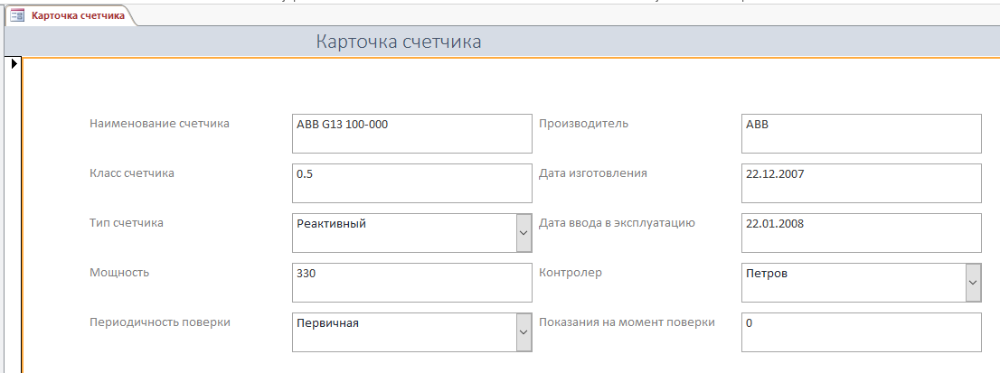 Карточка счетчика
Карточка счетчика
Наименование счетчика ABB G13 100-000 Производитель ABB
Класс счетчика 0.5 Дата изготовления 22.12.2007
Тип счетчика Реактивный Дата ввода в эксплуатацию 22.01.2008
Мощность 330 Контролер Петров
Периодичность поверки Первичная Показания на момент поверки 0